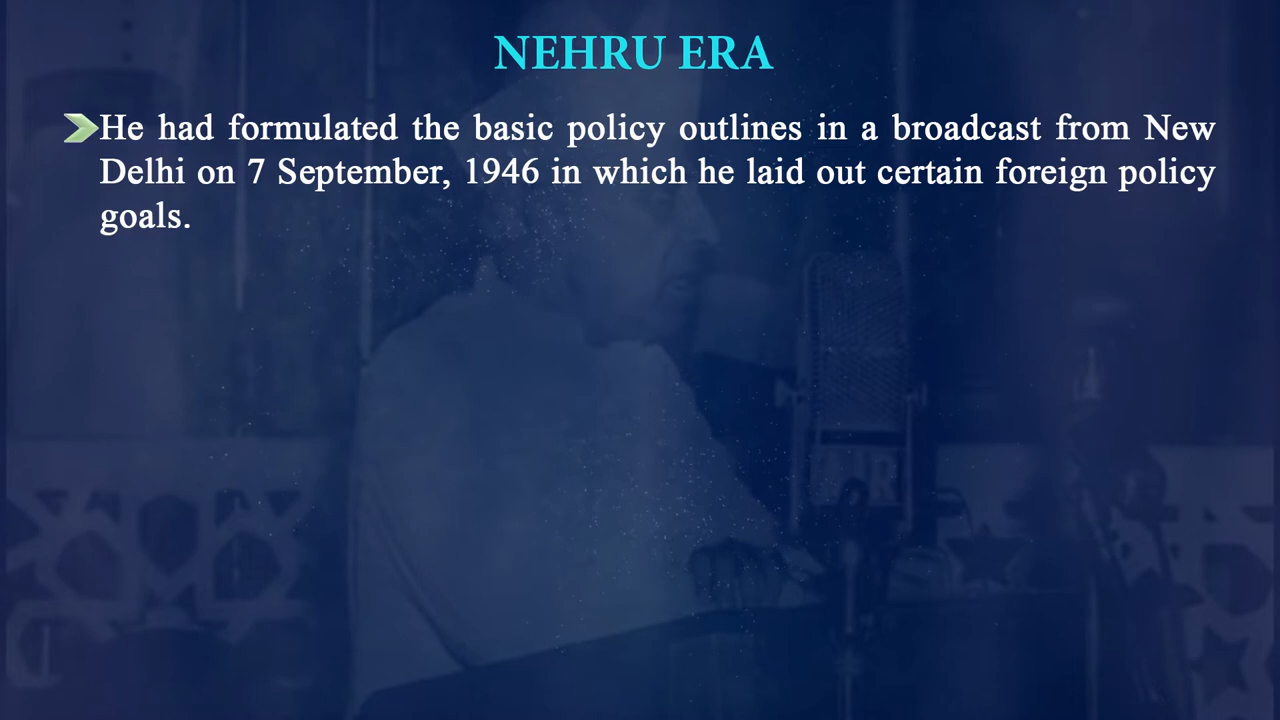 NEHRU ERA
He had formulated the basic policy outlines in a broadcast from New
Delhi on 7 September, 1946 in which he laid out certain foreign policy
goals.